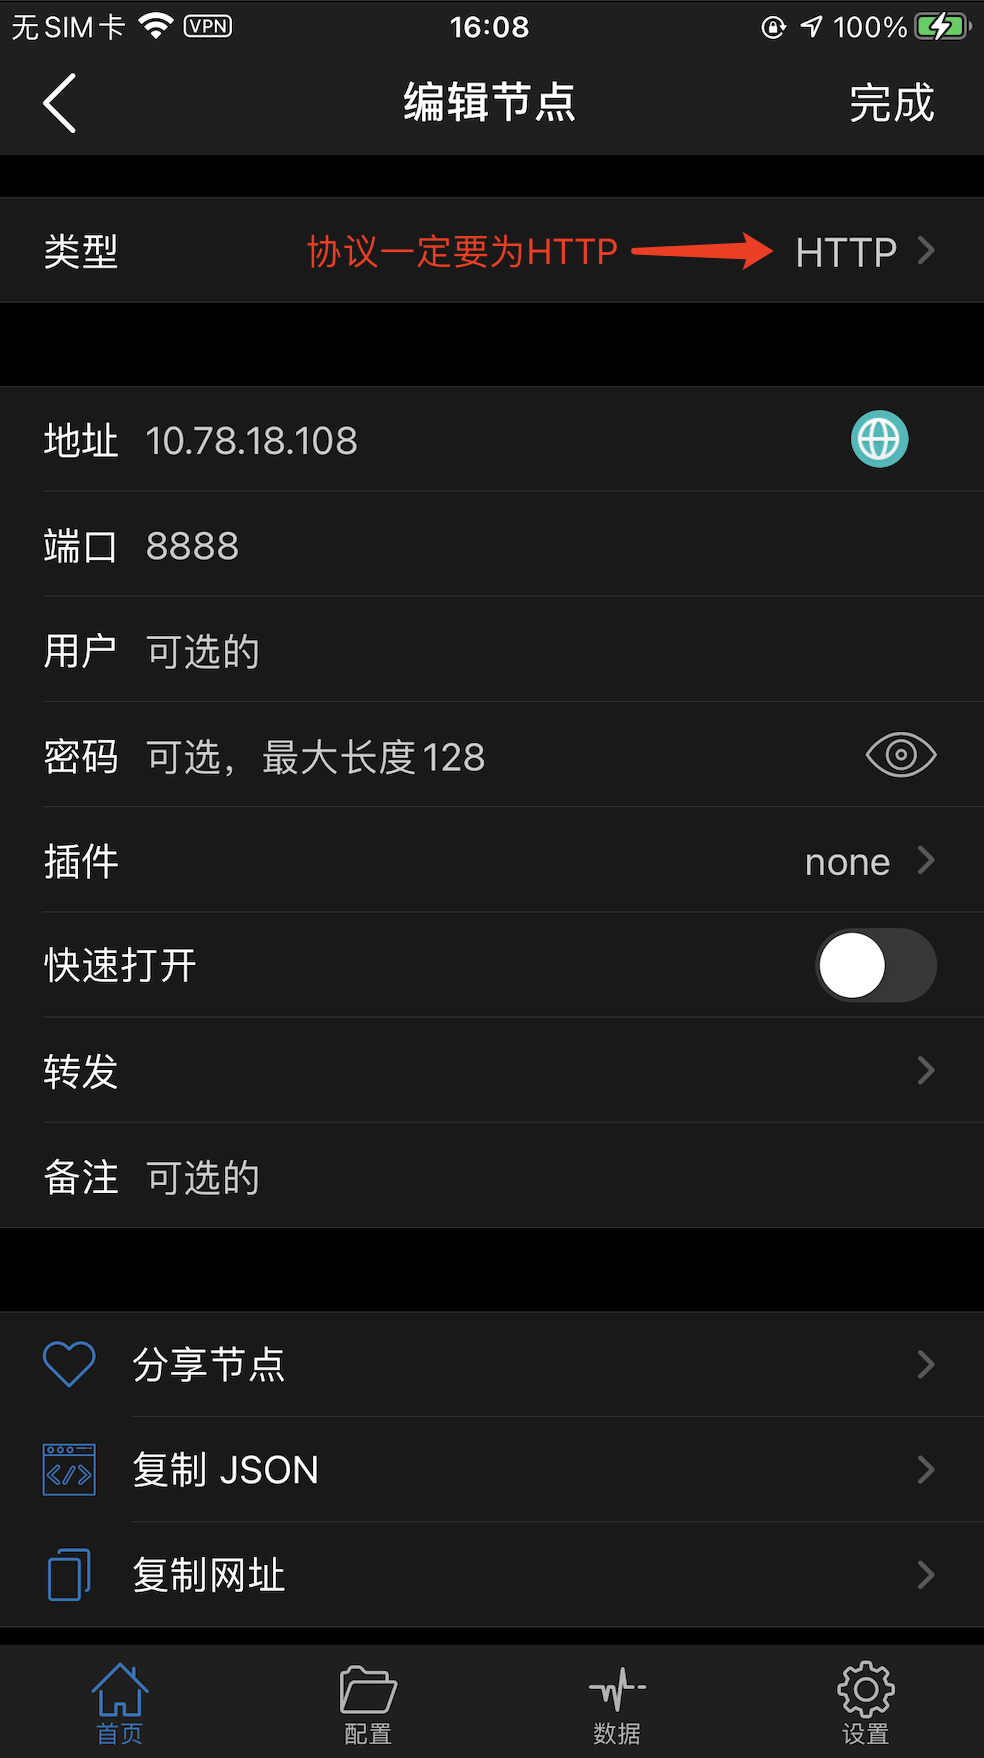 无SIM卡 VPN 16:08 100%
编辑节点 完成
类型 协议一定要为HTTP HTTP
地址 10.78.18.108
端口 8888
用户 可选的
密码 可选，最大长度128
插件 none
快速打开
转发
备注 可选的
分享节点
复制 JSON
复制网址
首页 配置 数据 设置